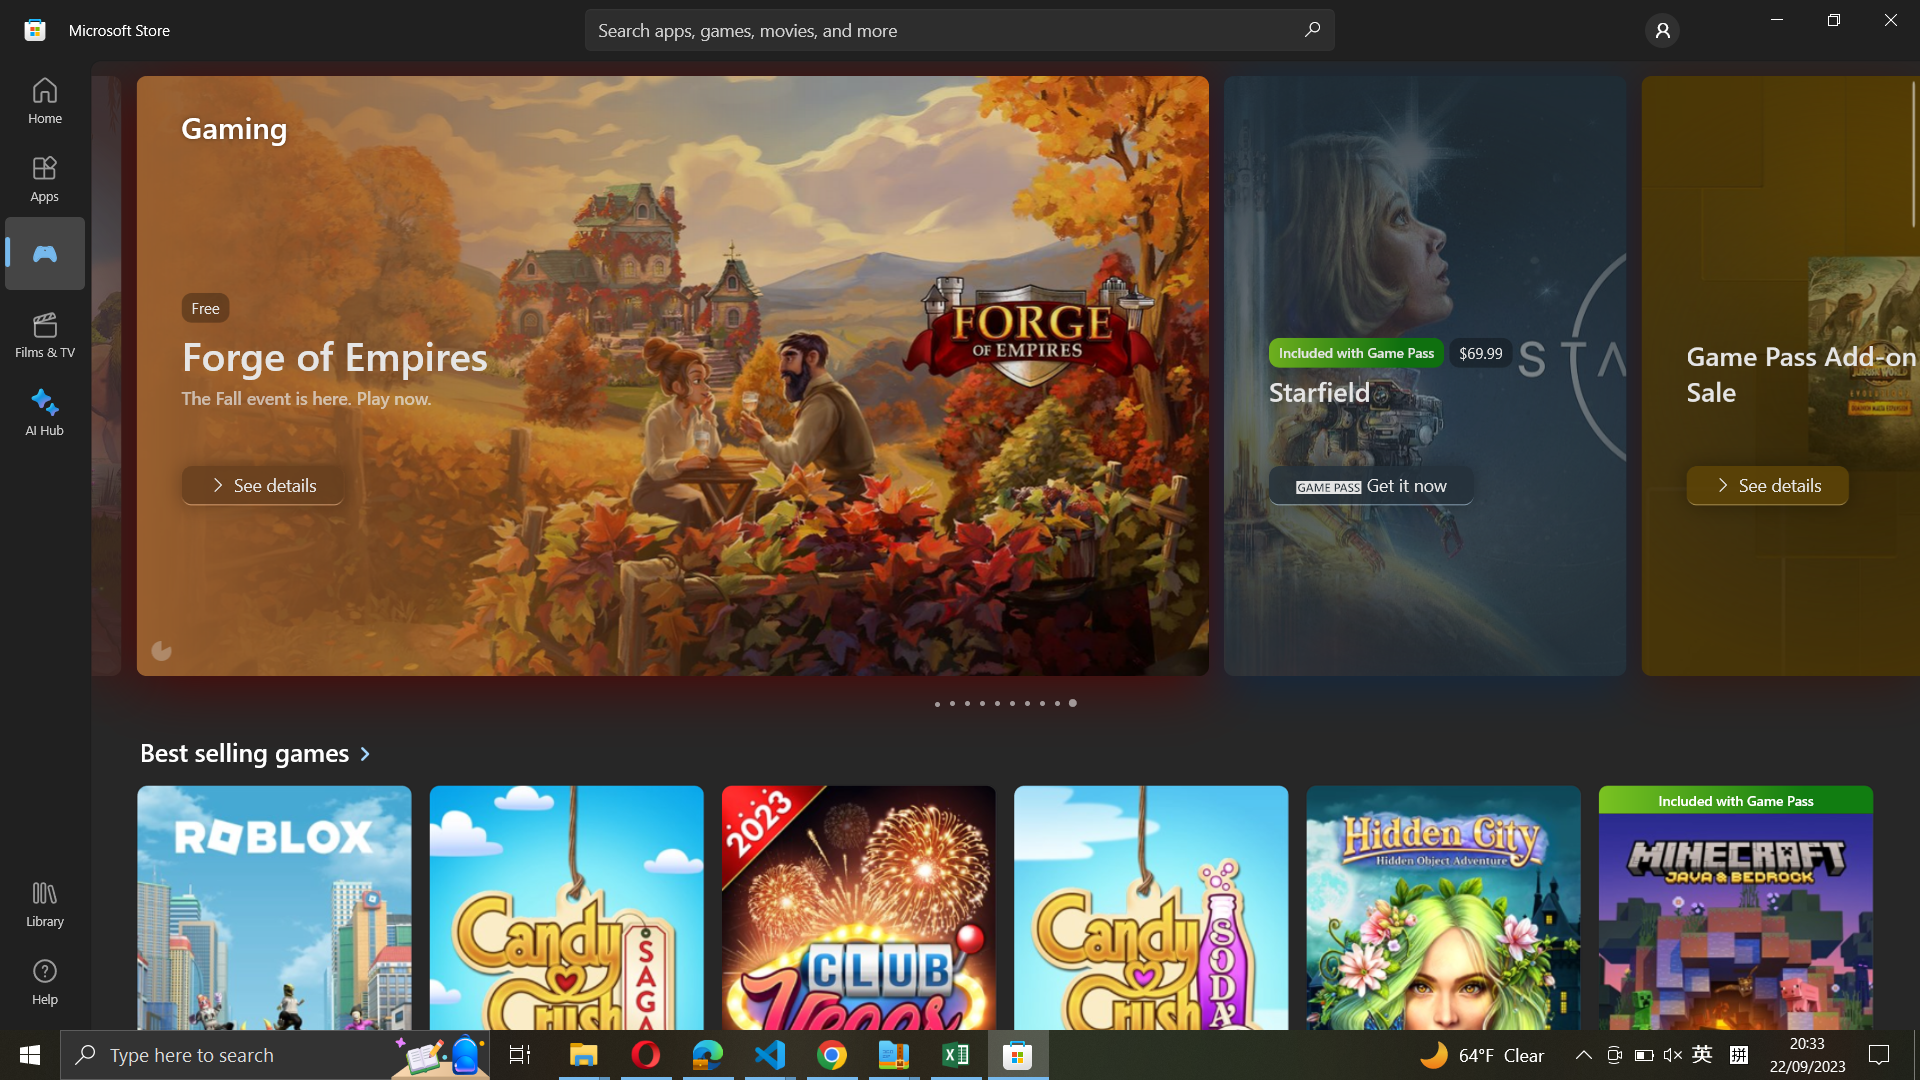 Microsoft Store
Search apps, games, movies, and more
Home
Apps
Films & TV
AI Hub
Library
Help
Gaming
Free
Forge of Empires
The Fall event is here. Play now.
See details
FORGE
OF EMPIRES
Included with Game Pass
$69.99
Starfield
STA
GAME PASS Get it now
Game Pass Add-on
Sale
See details
Best selling games
ROBLOX
Candy
Crush
SAGA
2023
CLUB
Vegas
Candy
Crush
SODA
Hidden City
Hidden Object Adventure
Included with Game Pass
MINECRAFT
JAVA & BEDROCK
Type here to search
64°F Clear
英
拼
20:33
22/09/2023